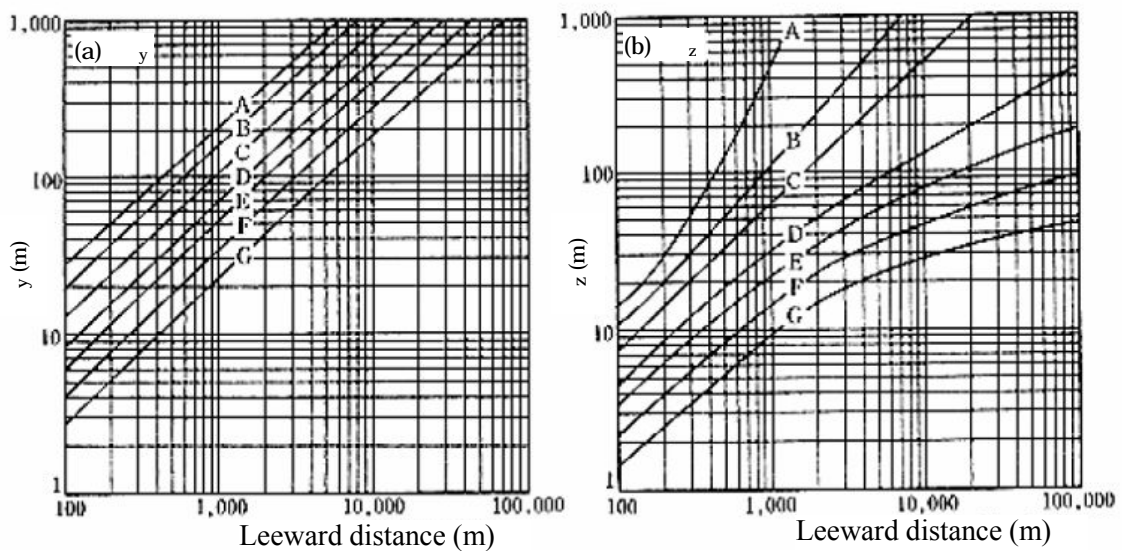 (a) y
1,000
100
10
1
y (m)
A
B
C
D
E
F
G
100 1,000 10,000 100.000
Leeward distance (m)
(b) z
1,000
100
10
1
z (m)
A
B
C
D
E
F
G
100 1,000 10,000 100.000
Leeward distance (m)